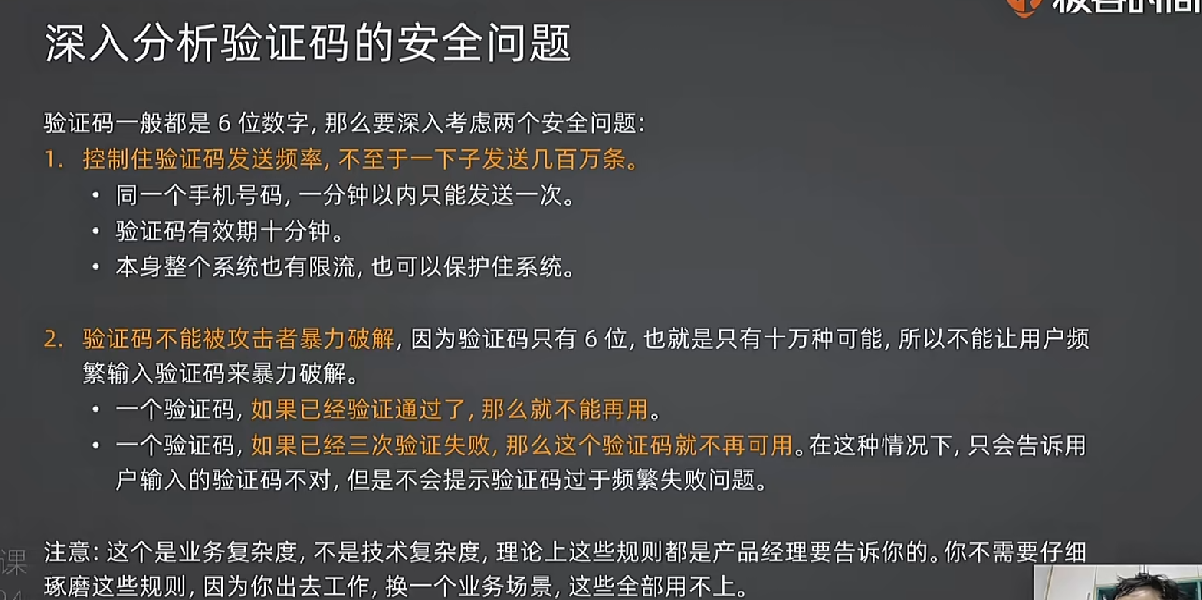 深入分析验证码的安全问题
验证码一般都是 6 位数字, 那么要深入考虑两个安全问题:
1. 控制住验证码发送频率, 不至于一下子发送几百万条。
• 同一个手机号码, 一分钟以内只能发送一次。
• 验证码有效期十分钟。
• 本身整个系统也有限流, 也可以保护住系统。
2. 验证码不能被攻击者暴力破解, 因为验证码只有 6 位, 也就是只有十万种可能, 所以不能让用户频
繁输入验证码来暴力破解。
• 一个验证码, 如果已经验证通过了, 那么就不能再用。
• 一个验证码, 如果已经三次验证失败, 那么这个验证码就不再可用。在这种情况下, 只会告诉用
户输入的验证码不对, 但是不会提示验证码过于频繁失败问题。
课
注意: 这个是业务复杂度, 不是技术复杂度, 理论上这些规则都是产品经理要告诉你的。你不需要仔细
琢磨这些规则, 因为你出去工作, 换一个业务场景, 这些全部用不上。